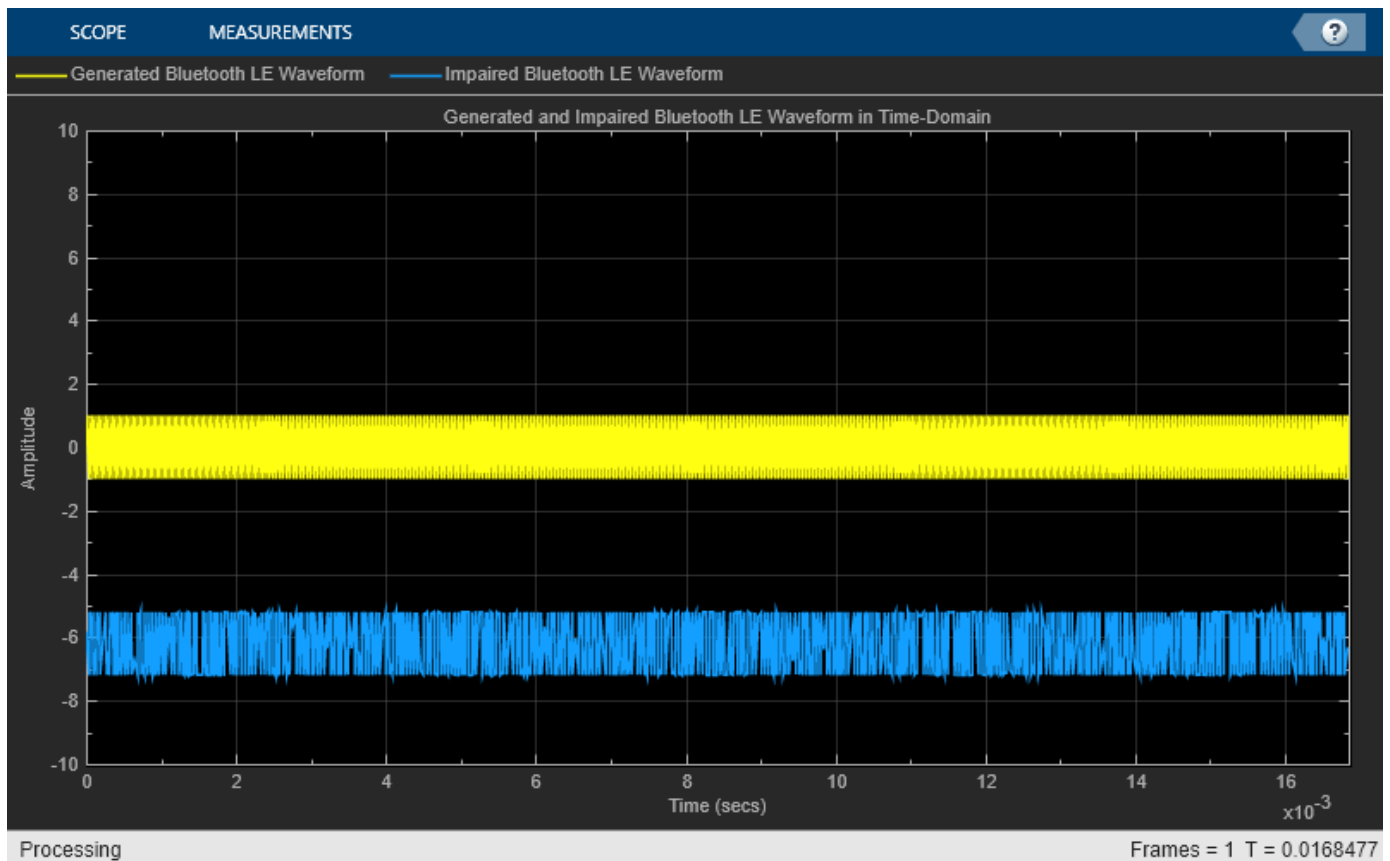 SCOPE MEASUREMENTS ?
Generated Bluetooth LE Waveform Impaired Bluetooth LE Waveform
Generated and Impaired Bluetooth LE Waveform in Time-Domain
10
8
6
4
2
0
-2
-4
-6
-8
-10
Amplitude
0 2 4 6 8 10 12 14 16
Time (secs)
x10-3
Processing Frames = 1 T = 0.0168477